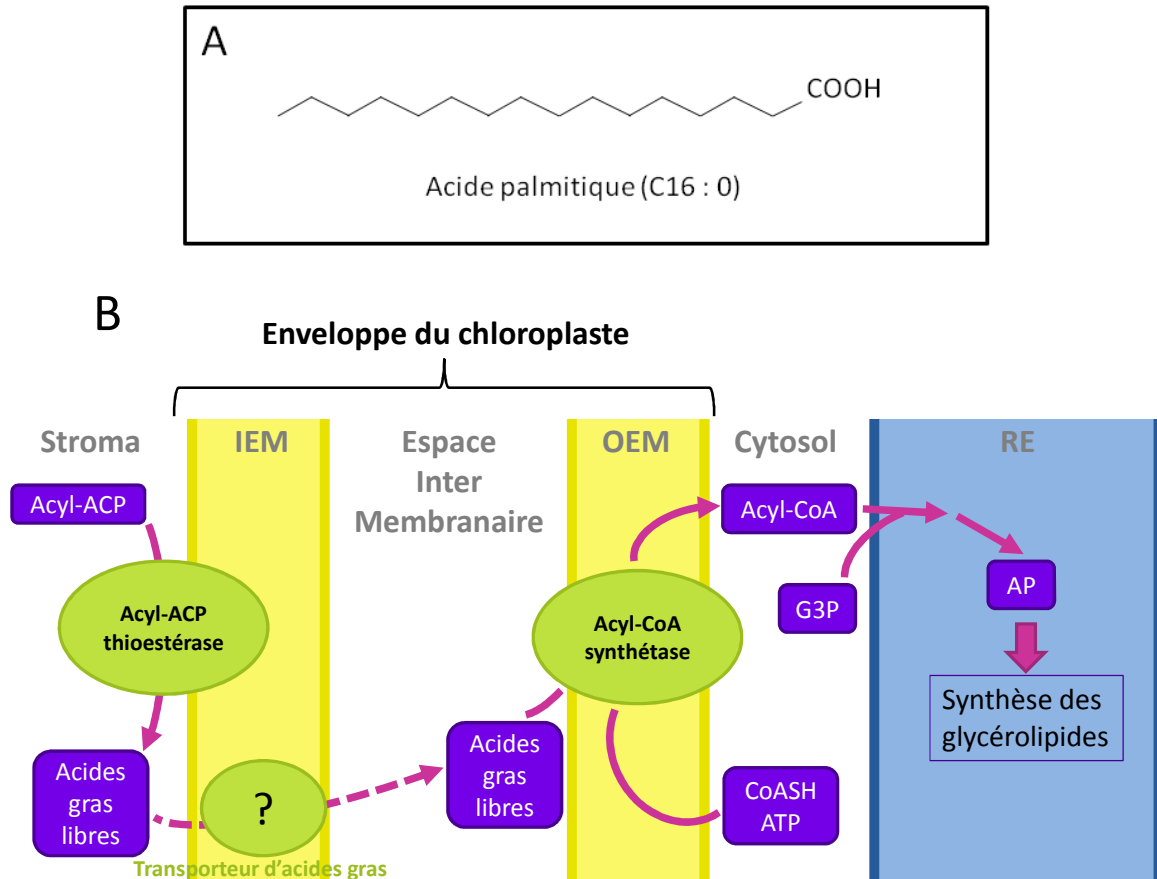 A
COOH
Acide palmitique (C16 : 0)
B
Enveloppe du chloroplaste
Stroma
IEM
Espace
Inter
Membranaire
OEM
Cytosol
RE
Acyl-ACP
Acyl-CoA
Acyl-ACP
thioestérase
Acyl-CoA
synthétase
G3P
AP
Synthèse des
glycérolipides
Acides
gras
libres
?
Transporteur d'acides gras
Acides
gras
libres
CoASH
ATP